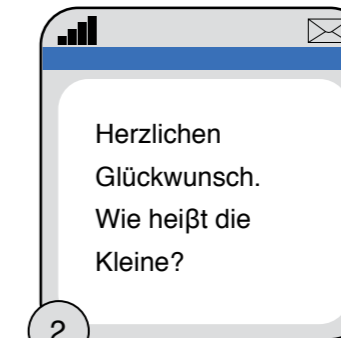 Herzlichen
Glückwunsch.
Wie heiβt die
Kleine?
2